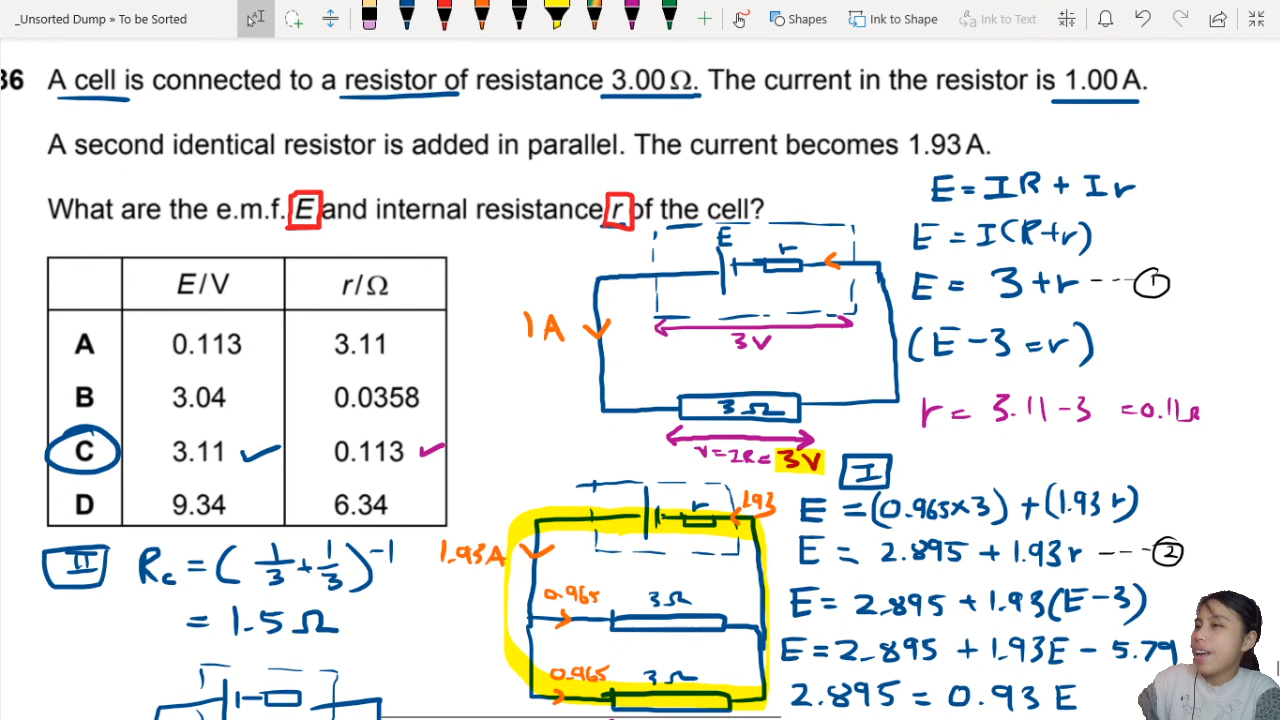 _Unsorted Dump » To be Sorted
Shapes
Ink to Shape
Ink to Text
36 A cell is connected to a resistor of resistance 3.00 Ω. The current in the resistor is 1.00 A.
A second identical resistor is added in parallel. The current becomes 1.93 A.
What are the e.m.f. E and internal resistance r of the cell?
E/V r/Ω
A 0.113 3.11
B 3.04 0.0358
C 3.11 0.113
D 9.34 6.34
E = IR + Ir
E = I(R+r)
E = 3 + r ---- ①
(E - 3 = r)
r = 3.11 - 3 = 0.11Ω
E
r
1A
3V
3Ω
V = IR = 3V
I
E = (0.965×3) + (1.93 r)
E = 2.895 + 1.93r ---- ②
E = 2.895 + 1.93(E-3)
E = 2.895 + 1.93E - 5.79
2.895 = 0.93 E
r
1.93
1.93A
0.965
3Ω
0.965
3Ω
II
Rc = (1/3 + 1/3)⁻¹
= 1.5Ω